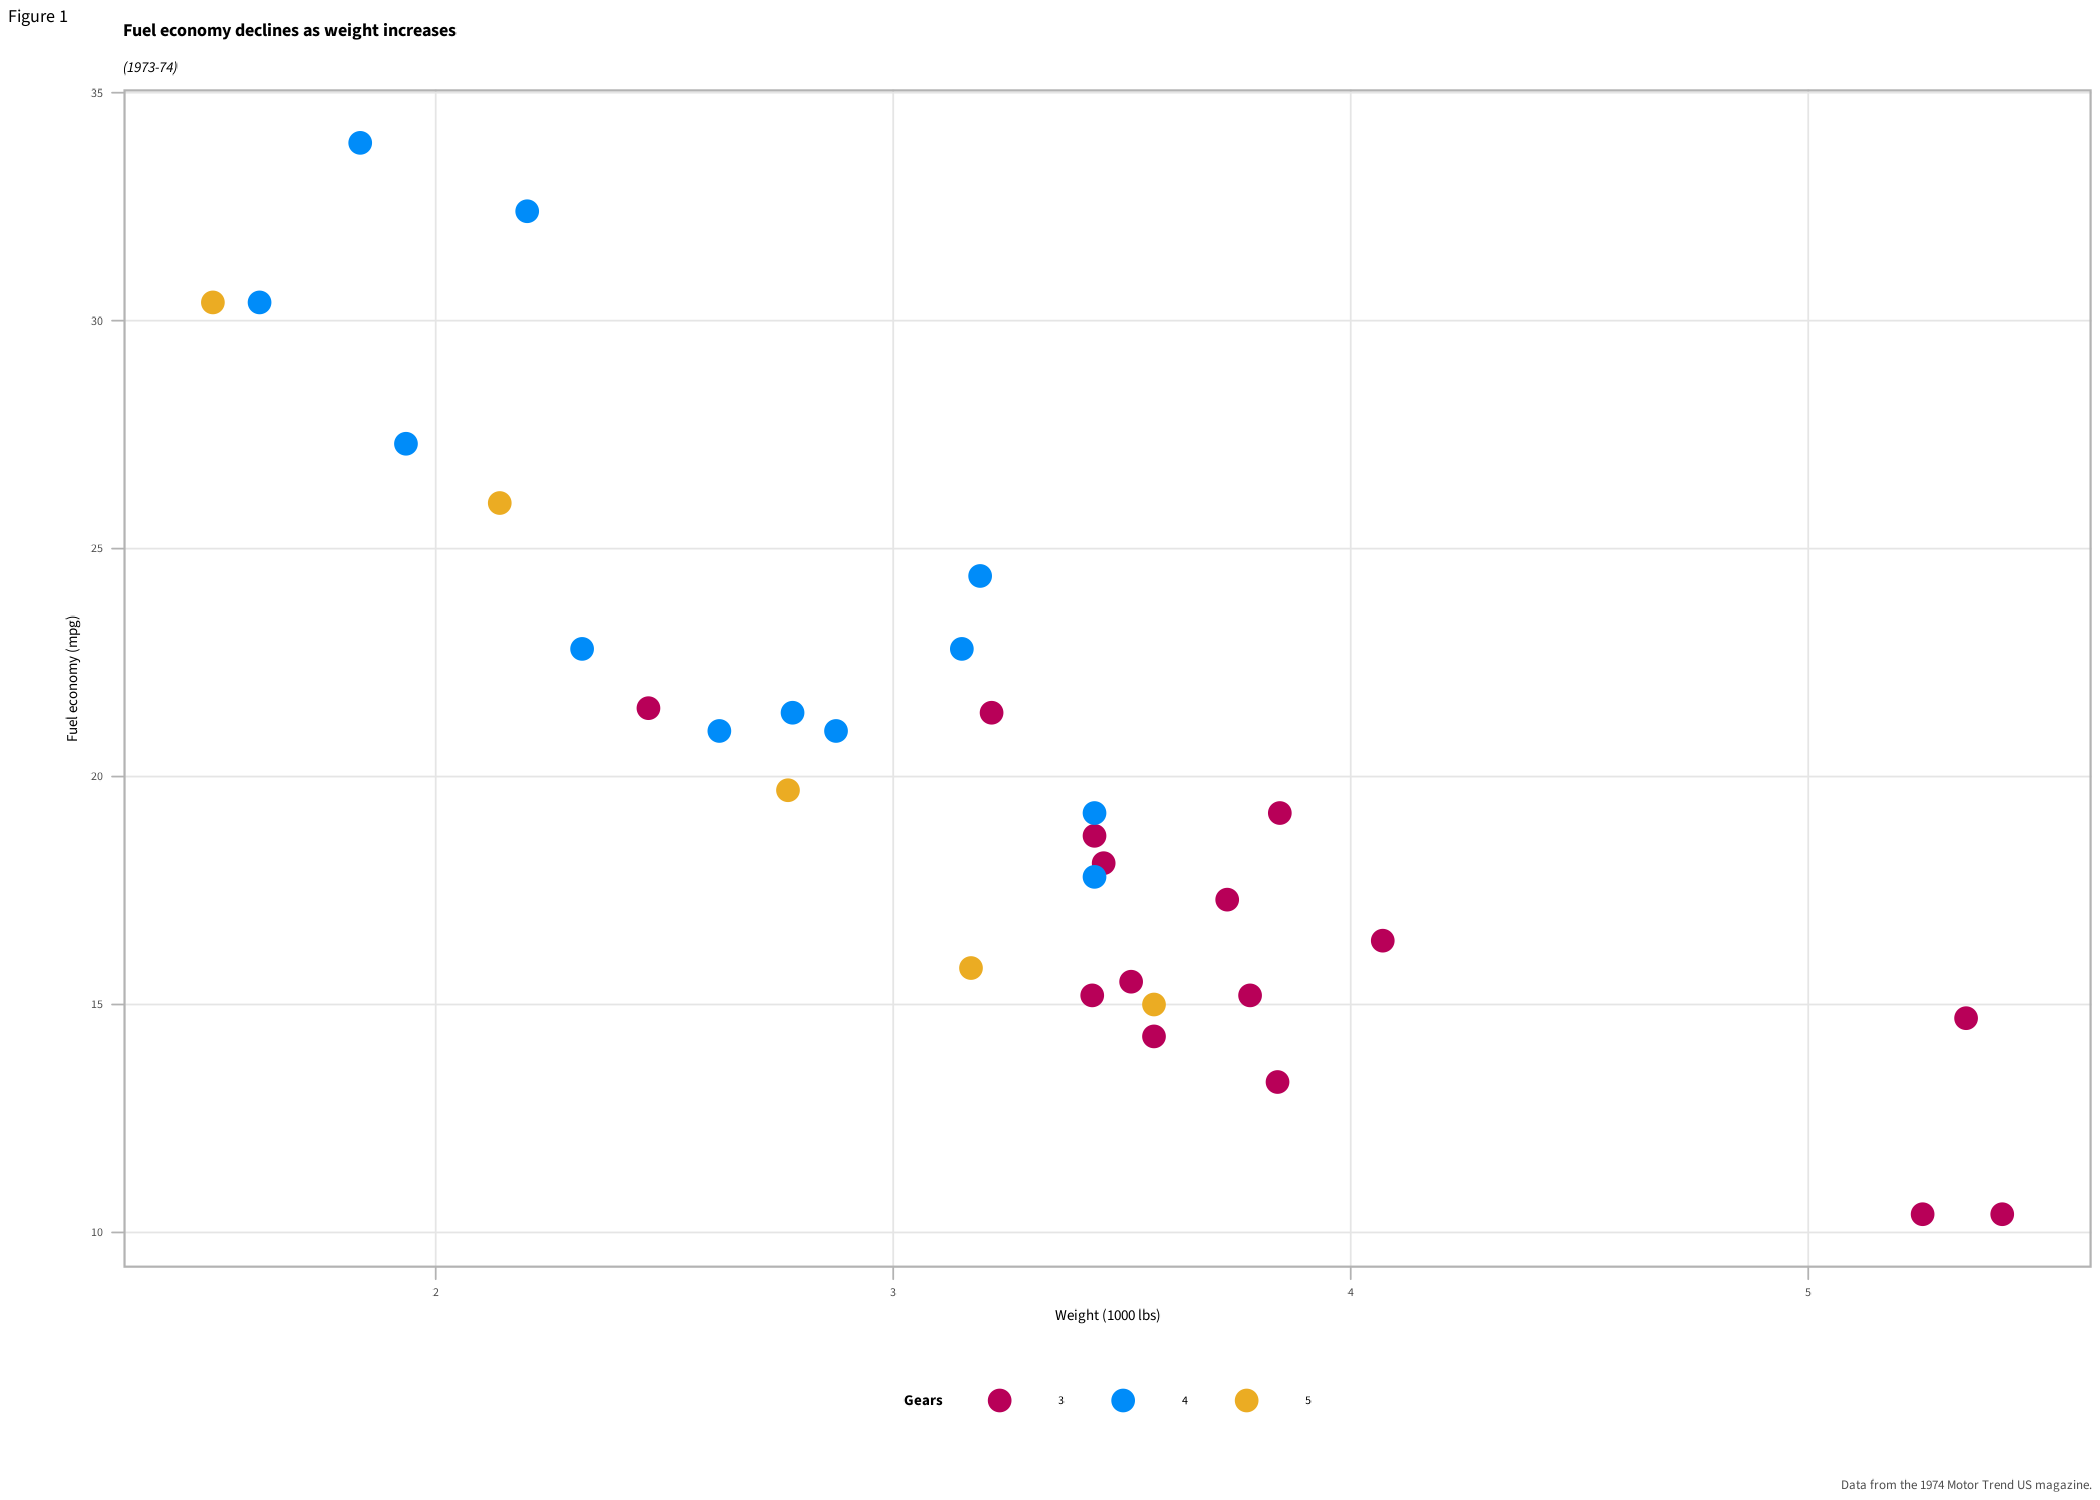 Figure 1
Fuel economy declines as weight increases
(1973-74)
35
30
25
20
15
10
Fuel economy (mpg)
2 3 4 5
Weight (1000 lbs)
Gears 3 4 5
Data from the 1974 Motor Trend US magazine.